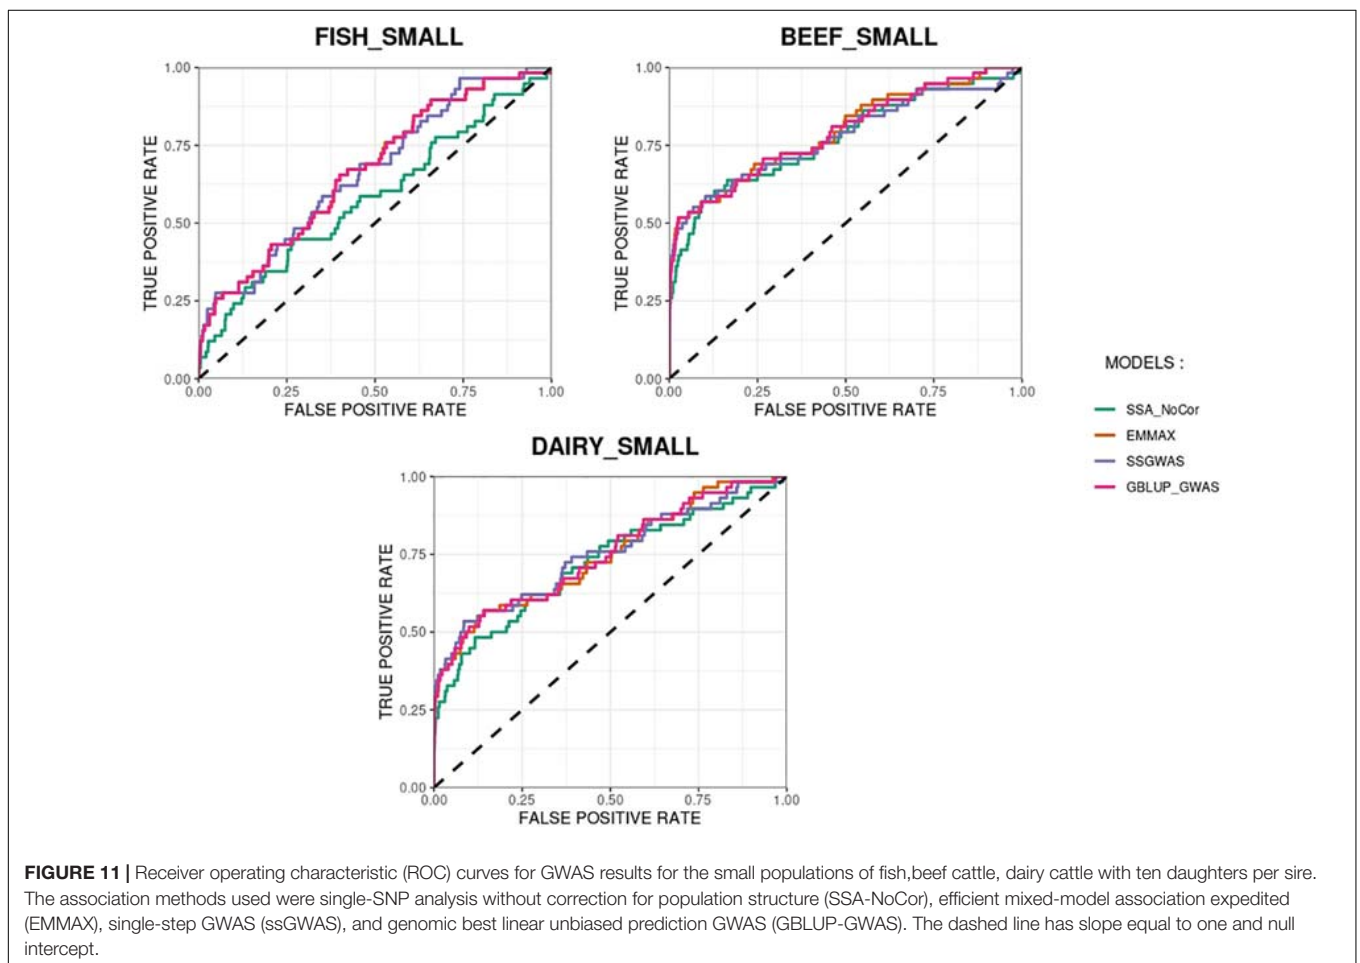 FISH_SMALL
1.00
0.75
0.50
0.25
0.00
TRUE POSITIVE RATE
0.00 0.25 0.50 0.75 1.00
FALSE POSITIVE RATE
BEEF_SMALL
1.00
0.75
0.50
0.25
0.00
TRUE POSITIVE RATE
0.00 0.25 0.50 0.75 1.00
FALSE POSITIVE RATE
DAIRY_SMALL
1.00
0.75
0.50
0.25
0.00
TRUE POSITIVE RATE
0.00 0.25 0.50 0.75 1.00
FALSE POSITIVE RATE
MODELS :
SSA_NoCor
EMMAX
SSGWAS
GBLUP_GWAS
FIGURE 11 | Receiver operating characteristic (ROC) curves for GWAS results for the small populations of fish,beef cattle, dairy cattle with ten daughters per sire.
The association methods used were single-SNP analysis without correction for population structure (SSA-NoCor), efficient mixed-model association expedited
(EMMAX), single-step GWAS (ssGWAS), and genomic best linear unbiased prediction GWAS (GBLUP-GWAS). The dashed line has slope equal to one and null
intercept.